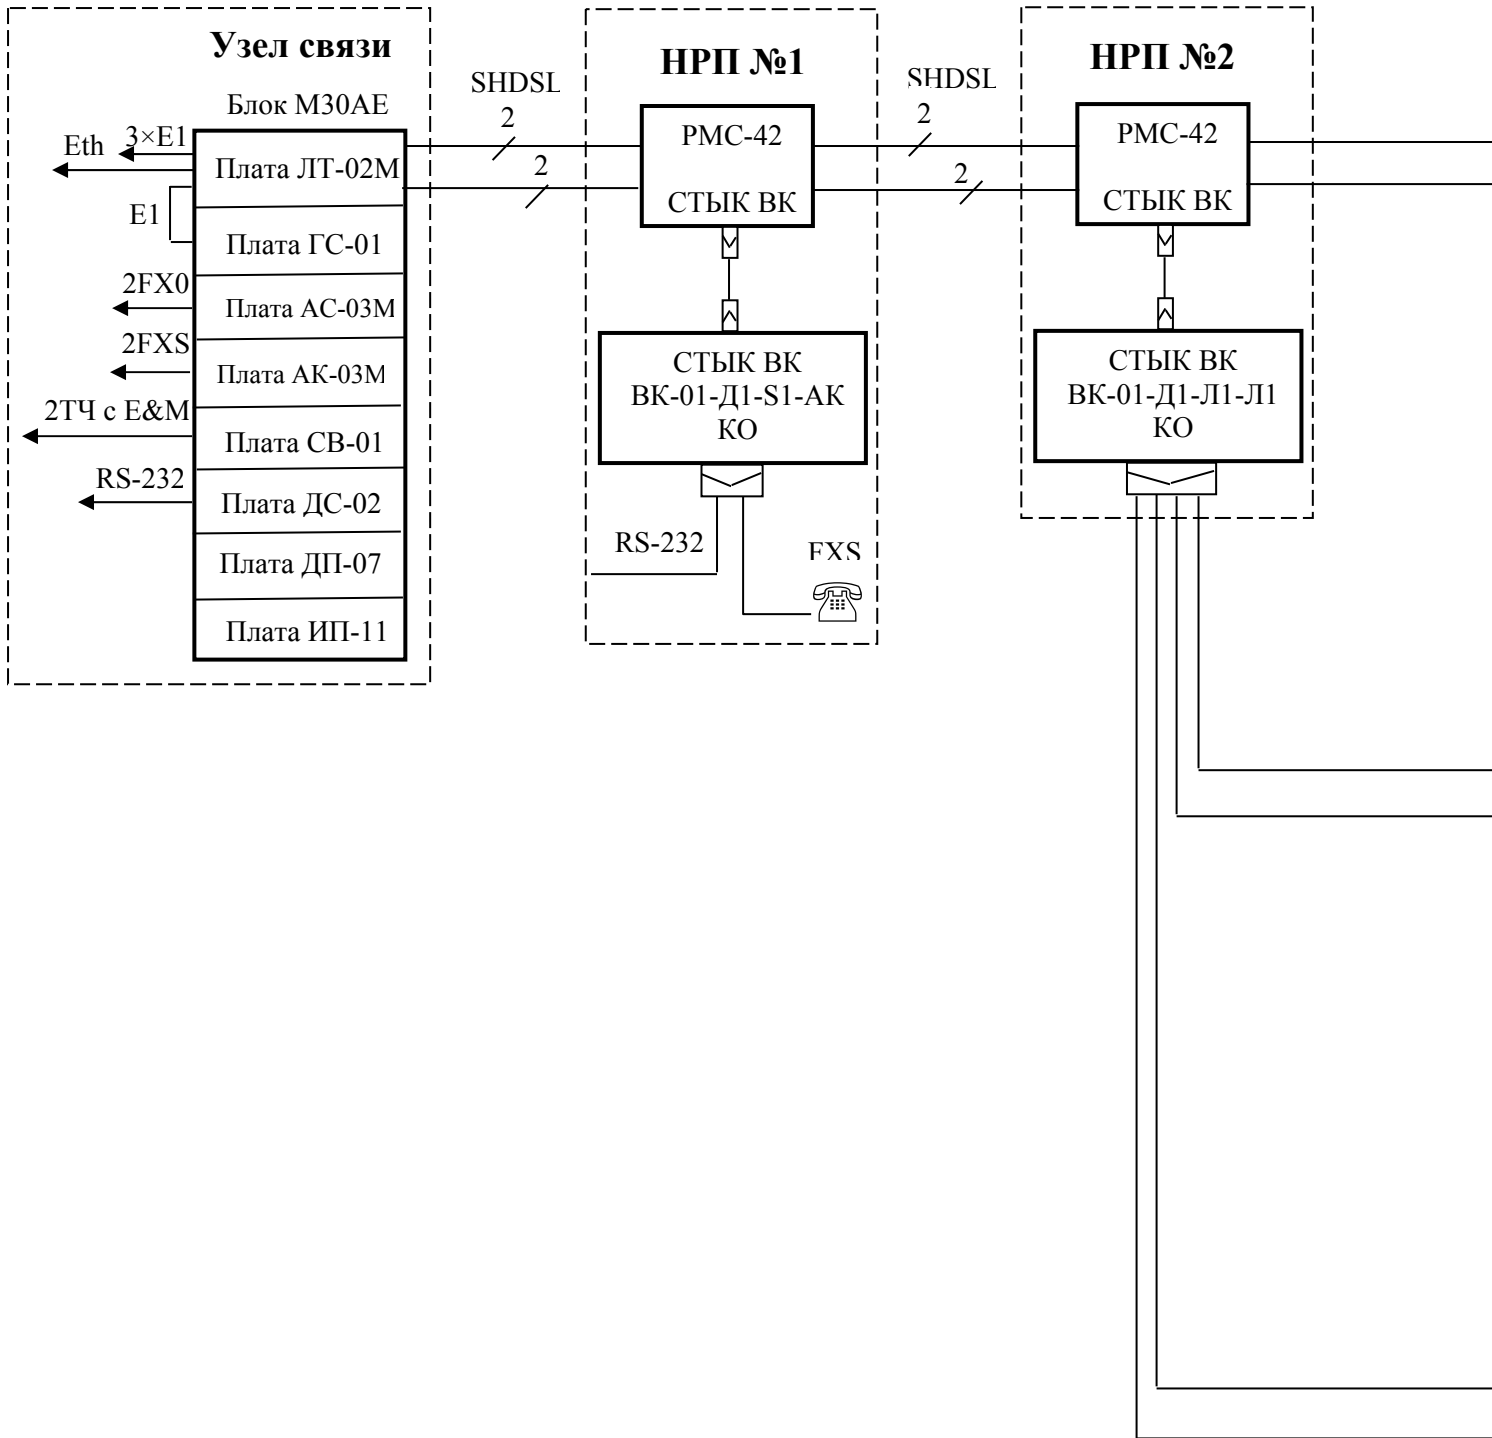 Узел связи
Блок М30АЕ
Eth
3×E1
Плата ЛТ-02М
E1
Плата ГС-01
2FX0
Плата АС-03М
2FXS
Плата АК-03М
2ТЧ с E&M
Плата СВ-01
RS-232
Плата ДС-02
Плата ДП-07
Плата ИП-11
SHDSL
2
2
НРП №1
РМС-42
СТЫК ВК
СТЫК ВК
ВК-01-Д1-S1-АК
КО
RS-232
FXS
SHDSL
2
2
НРП №2
РМС-42
СТЫК ВК
СТЫК ВК
ВК-01-Д1-Л1-Л1
КО